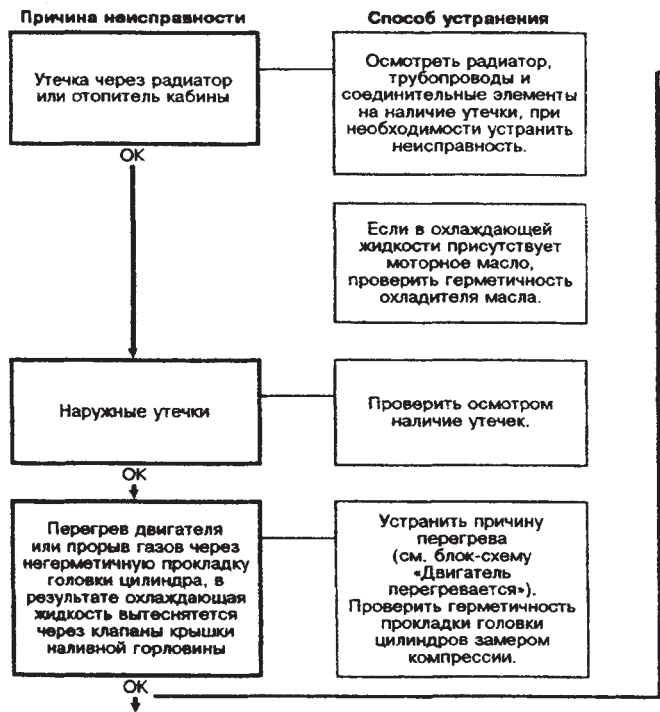 Причина неисправности
Способ устранения
Утечка через радиатор
или отопитель кабины
Осмотреть радиатор,
трубопроводы и
соединительные элементы
на наличие утечки, при
необходимости устранить
неисправность.
OK
Если в охлаждающей
жидкости присутствует
моторное масло,
проверить герметичность
охладителя масла.
Наружные утечки
Проверить осмотром
наличие утечек.
OK
Перегрев двигателя
или прорыв газов через
негерметичную прокладку
головки цилиндра, в
результате охлаждающая
жидкость вытеснятется
через клапаны крышки
наливной горловины
Устранить причину
перегрева
(см. блок-схему
«Двигатель
перегревается»).
Проверить герметичность
прокладки головки
цилиндров замером
компрессии.
OK